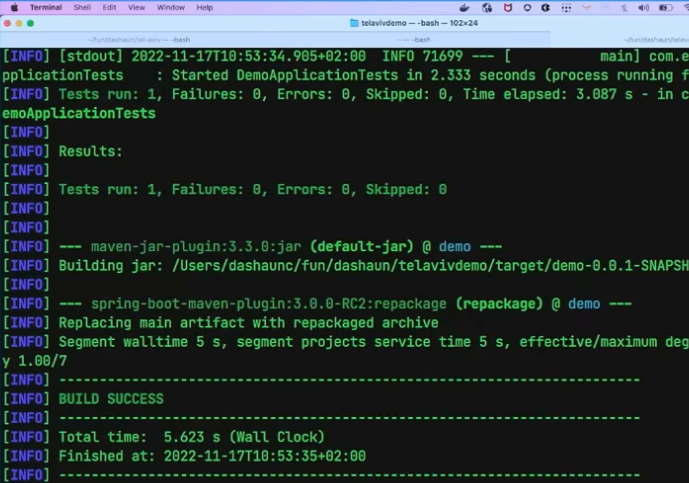 Terminal Shell Edit View Window Help
telavivdemo — -bash — 102×24
~/fun/dashaun/tel-aviv — -bash
~ — -bash
[INFO] [stdout] 2022-11-17T10:53:34.905+02:00  INFO 71699 --- [           main] com.e
pplicationTests    : Started DemoApplicationTests in 2.333 seconds (process running f
[INFO] Tests run: 1, Failures: 0, Errors: 0, Skipped: 0, Time elapsed: 3.087 s - in c
emoApplicationTests
[INFO]
[INFO] Results:
[INFO]
[INFO] Tests run: 1, Failures: 0, Errors: 0, Skipped: 0
[INFO]
[INFO]
[INFO] --- maven-jar-plugin:3.3.0:jar (default-jar) @ demo ---
[INFO] Building jar: /Users/dashaunc/fun/dashaun/telavivdemo/target/demo-0.0.1-SNAPSH
[INFO]
[INFO] --- spring-boot-maven-plugin:3.0.0-RC2:repackage (repackage) @ demo ---
[INFO] Replacing main artifact with repackaged archive
[INFO] Segment walltime 5 s, segment projects service time 5 s, effective/maximum deg
y 1.00/7
[INFO] ------------------------------------------------------------------------
[INFO] BUILD SUCCESS
[INFO] ------------------------------------------------------------------------
[INFO] Total time:  5.623 s (Wall Clock)
[INFO] Finished at: 2022-11-17T10:53:35+02:00
[INFO] ------------------------------------------------------------------------